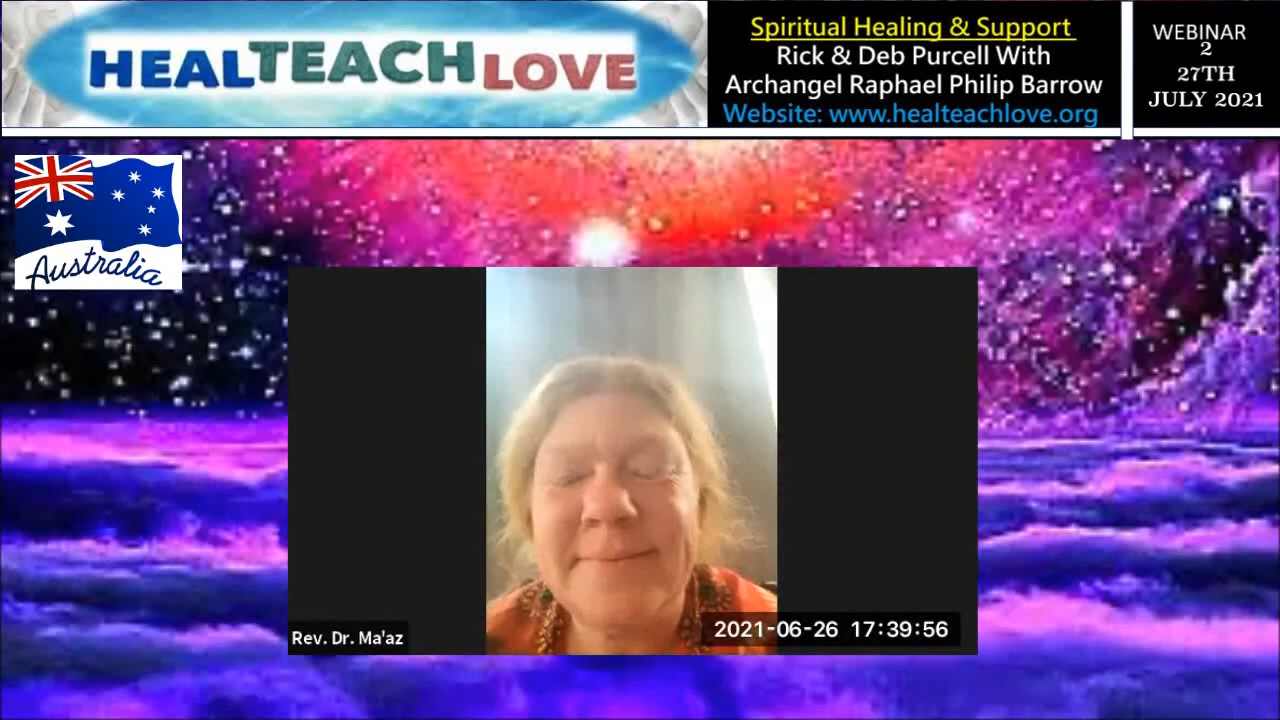 HEALTEACHLOVE
Spiritual Healing & Support
Rick & Deb Purcell With
Archangel Raphael Philip Barrow
Website: www.healteachlove.org
WEBINAR
2
27TH
JULY 2021
Australia
Rev. Dr. Ma'az
2021-06-26 17:39:56